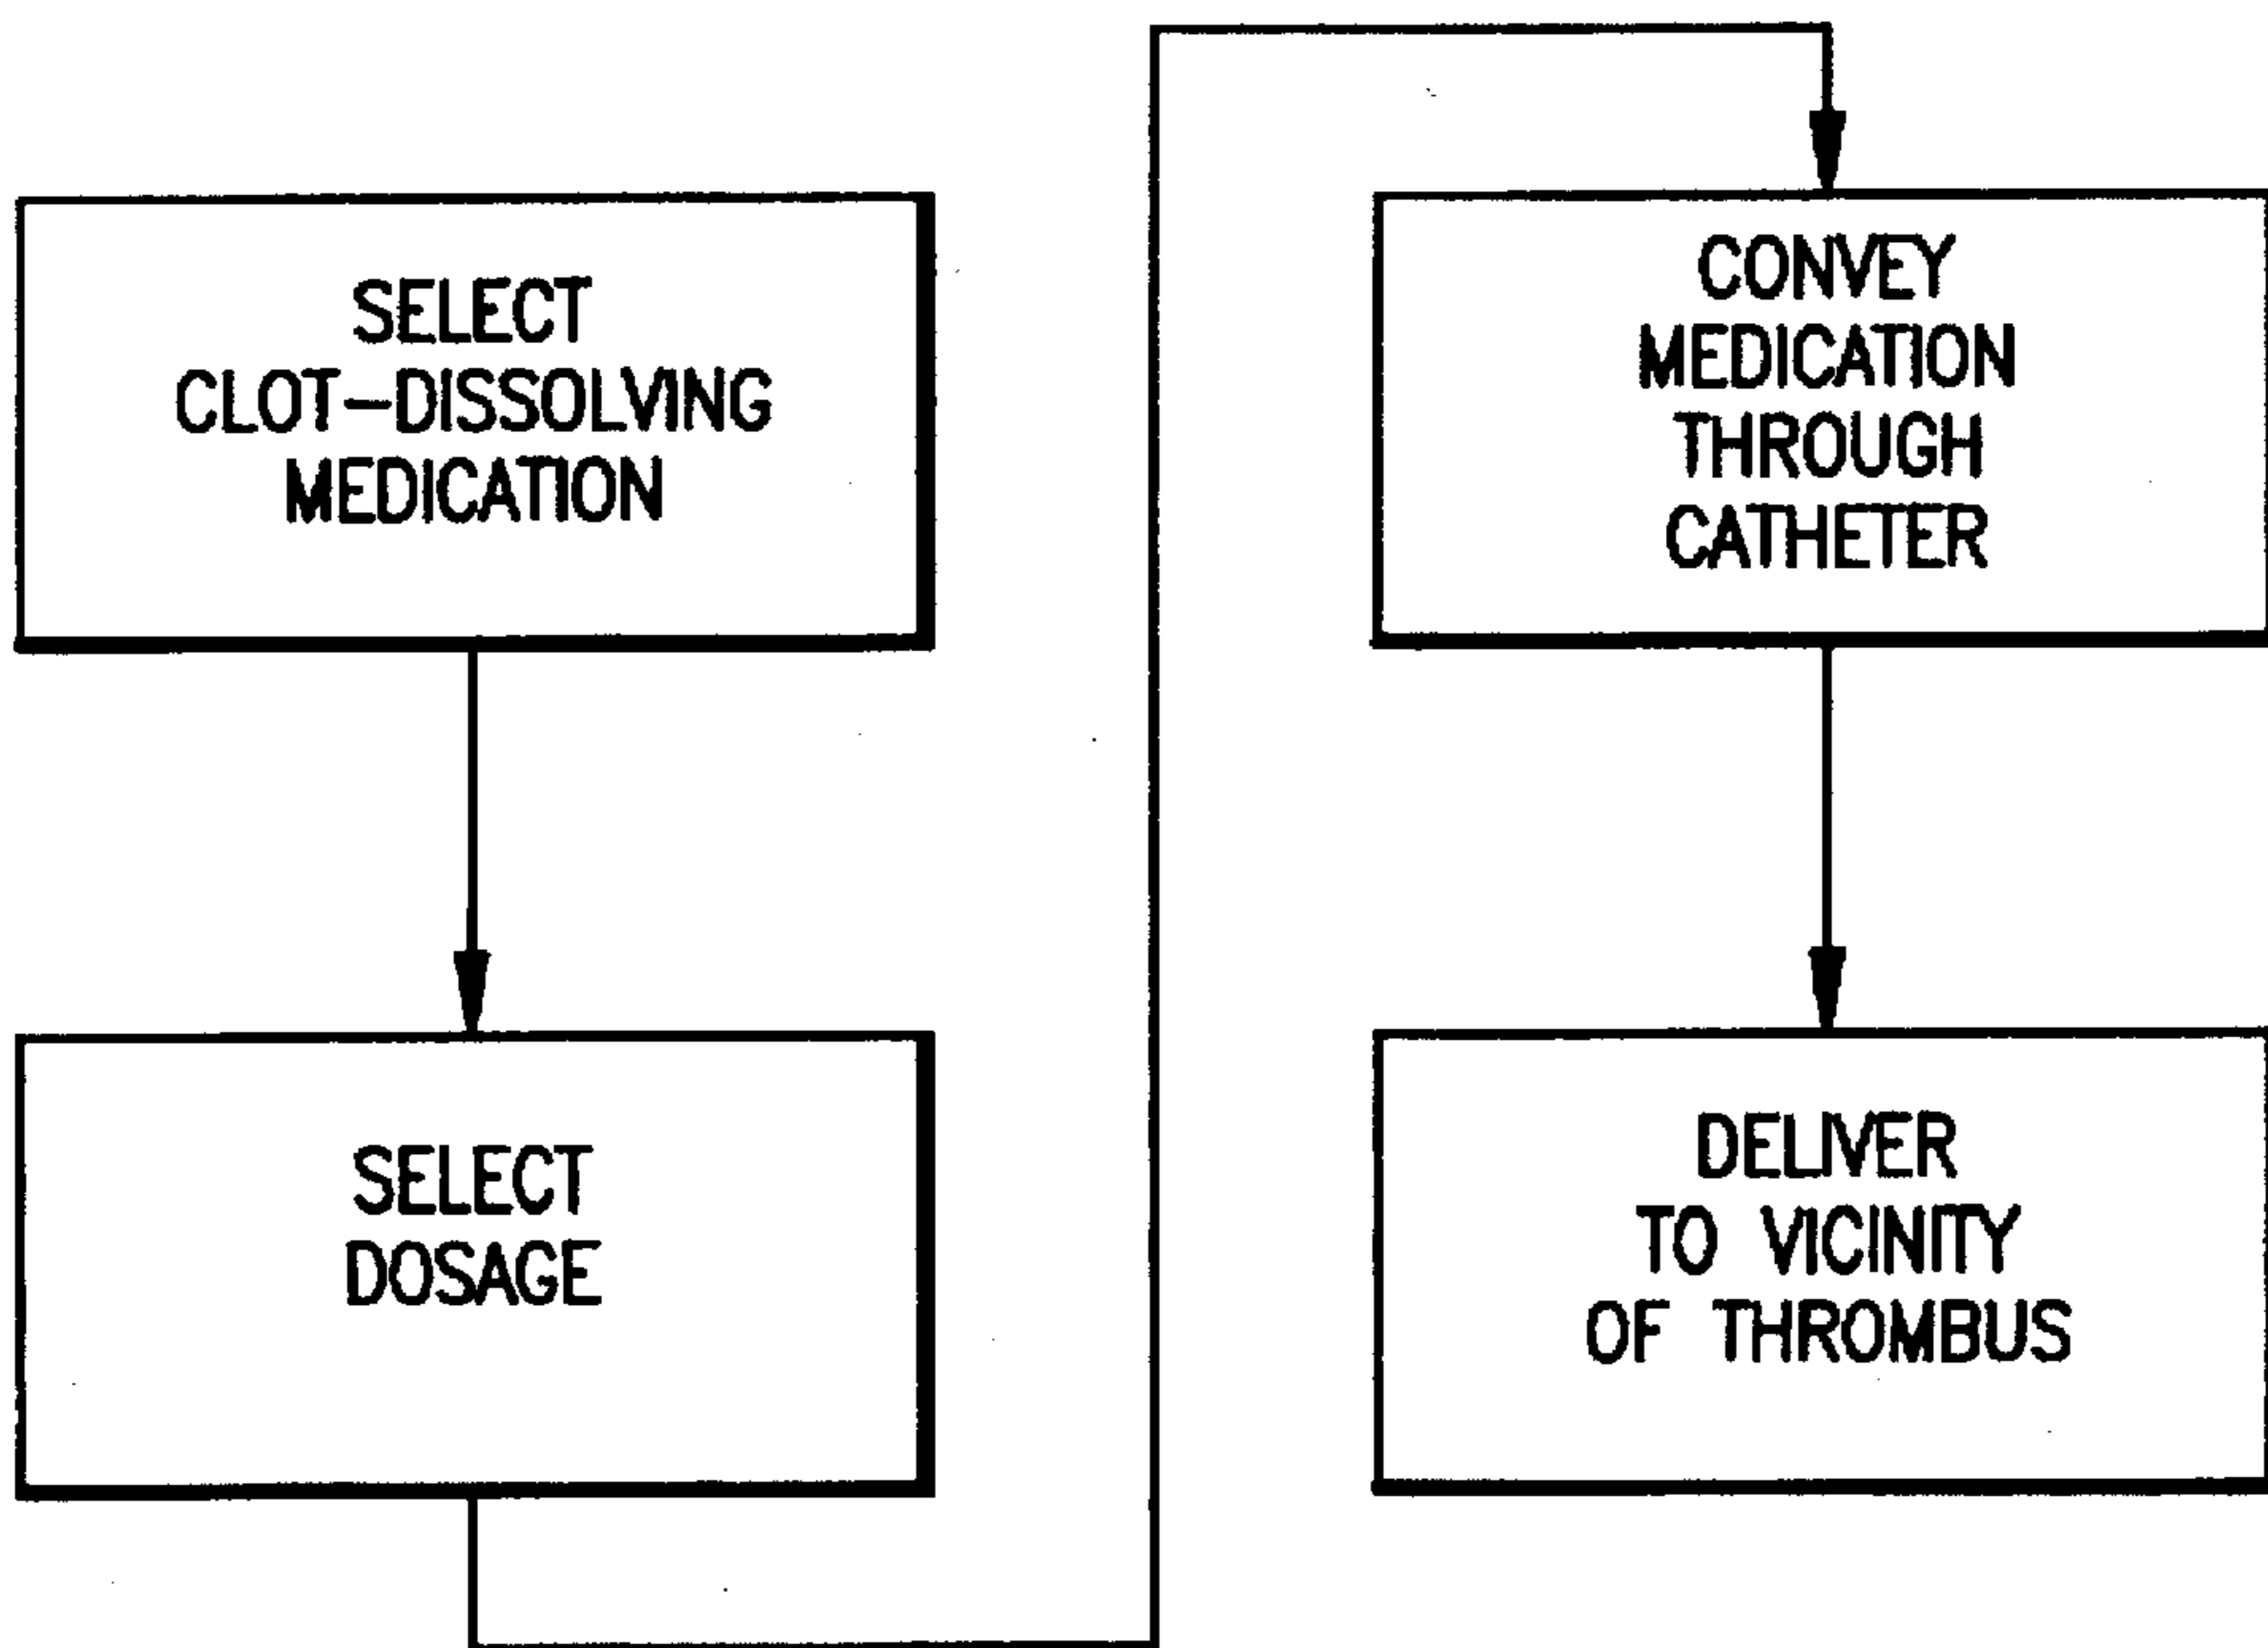 SELECT
CLOT-DISSOLVING
MEDICATION
SELECT
DOSAGE
CONVEY
MEDICATION
THROUGH
CATHETER
DELIVER
TO VICINITY
OF THROMBUS